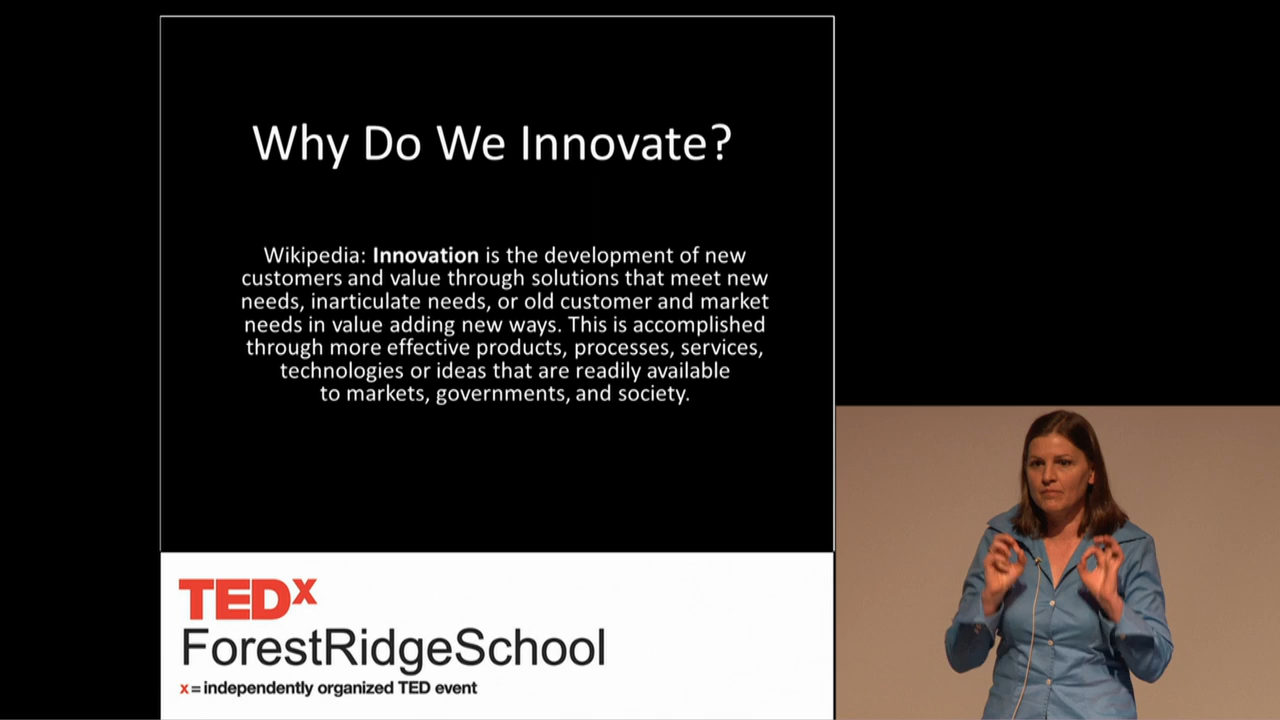 Why Do We Innovate?
Wikipedia: Innovation is the development of new
customers and value through solutions that meet new
needs, inarticulate needs, or old customer and market
needs in value adding new ways. This is accomplished
through more effective products, processes, services,
technologies or ideas that are readily available
to markets, governments, and society.
TEDx
ForestRidgeSchool
x=independently organized TED event